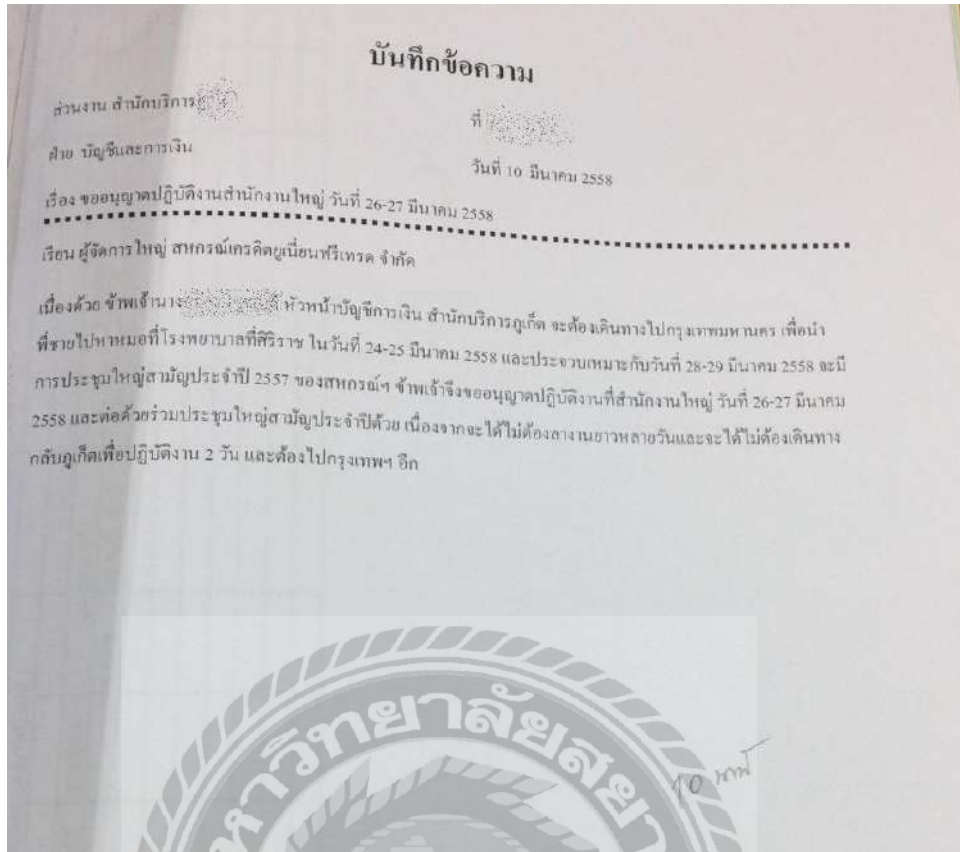 บันทึกข้อความ
ส่วนงาน สำนักบริการ
ที่
ฝ่าย บัญชีและการเงิน
วันที่ 10 มีนาคม 2558
เรื่อง ขออนุญาตปฏิบัติงานสำนักงานใหญ่ วันที่ 26-27 มีนาคม 2558
เรียน ผู้จัดการใหญ่ สหกรณ์เครดิตยูเนี่ยนฟรีเทรด จำกัด
เนื่องด้วย ข้าพเจ้านาง หัวหน้าบัญชีการเงิน สำนักบริการภูเก็ต จะต้องเดินทางไปกรุงเทพมหานคร เพื่อนำ
พี่ชายไปหาหมอที่โรงพยาบาลที่ศิริราช ในวันที่ 24-25 มีนาคม 2558 และประจวบเหมาะกับวันที่ 28-29 มีนาคม 2558 จะมี
การประชุมใหญ่สามัญประจำปี 2557 ของสหกรณ์ฯ ข้าพเจ้าจึงขออนุญาตปฏิบัติงานที่สำนักงานใหญ่ วันที่ 26-27 มีนาคม
2558 และต่อด้วยร่วมประชุมใหญ่สามัญประจำปีด้วย เนื่องจากจะได้ไม่ต้องลางานยาวหลายวันและจะได้ไม่ต้องเดินทาง
กลับภูเก็ตเพื่อปฏิบัติงาน 2 วัน และต้องไปกรุงเทพฯ อีก
10